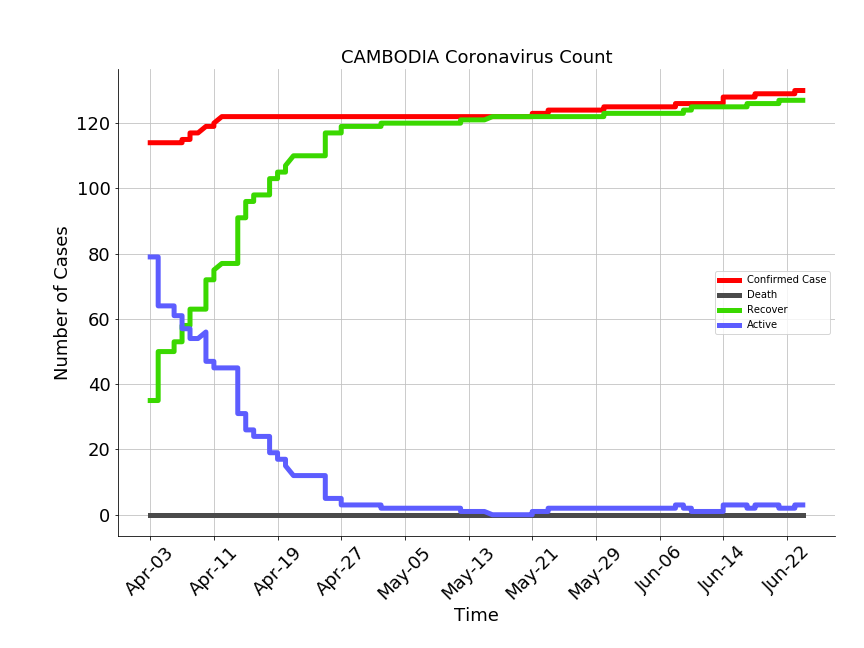 CAMBODIA Coronavirus Count
Number of Cases
120
100
80
60
40
20
0
Confirmed Case
Death
Recover
Active
Apr-03
Apr-11
Apr-19
Apr-27
May-05
May-13
May-21
May-29
Jun-06
Jun-14
Jun-22
Time